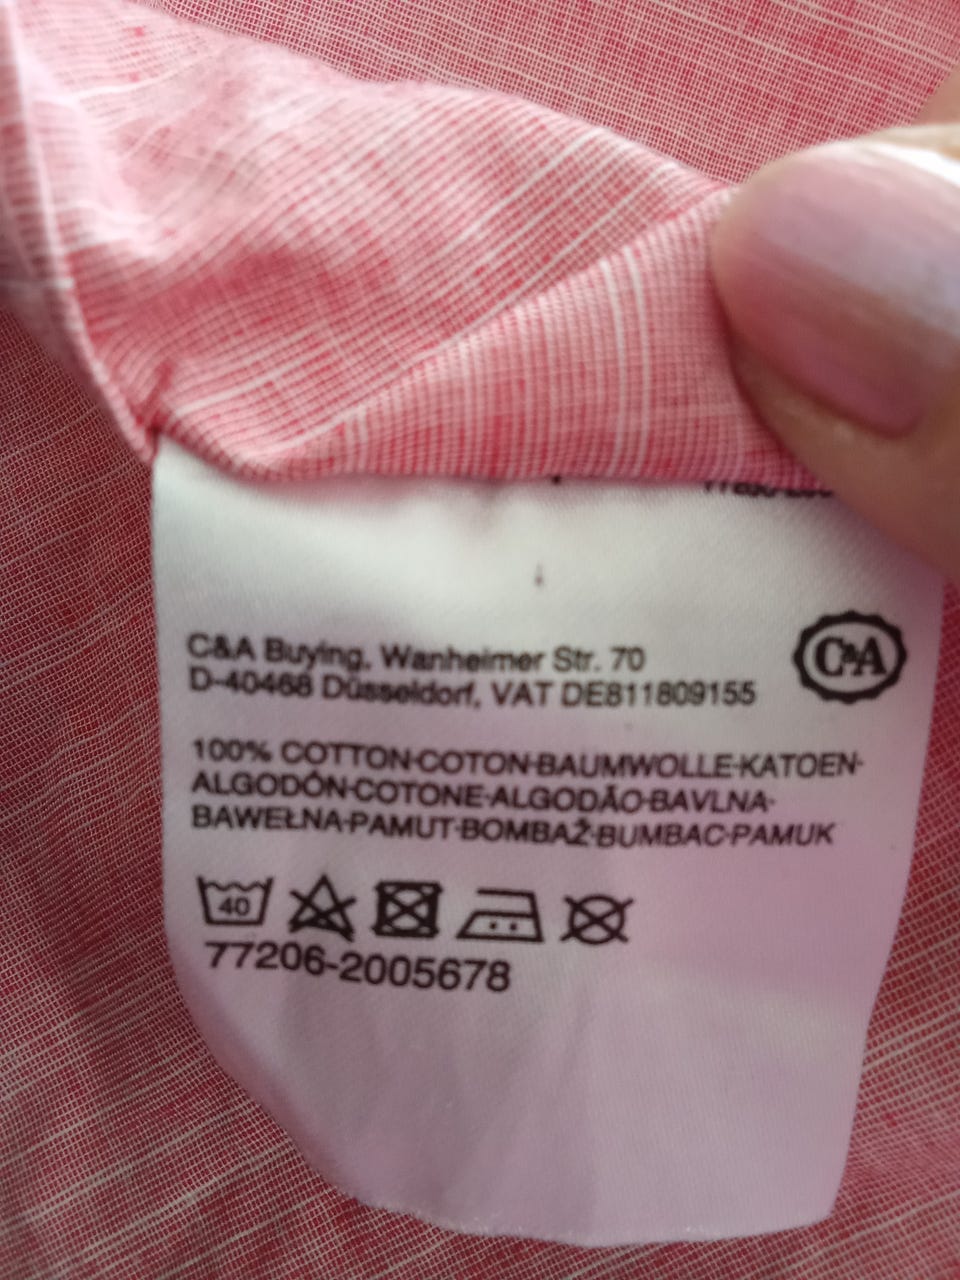 C&A Buying, Wanheimer Str. 70
D-40468 Düsseldorf, VAT DE811809155
C&A
100% COTTON-COTON-BAUMWOLLE-KATOEN-
ALGODÓN-COTONE-ALGODÃO-BAVLNA-
BAWEŁNA-PAMUT-BOMBAŽ-BUMBAC-PAMUK
40
77206-2005678